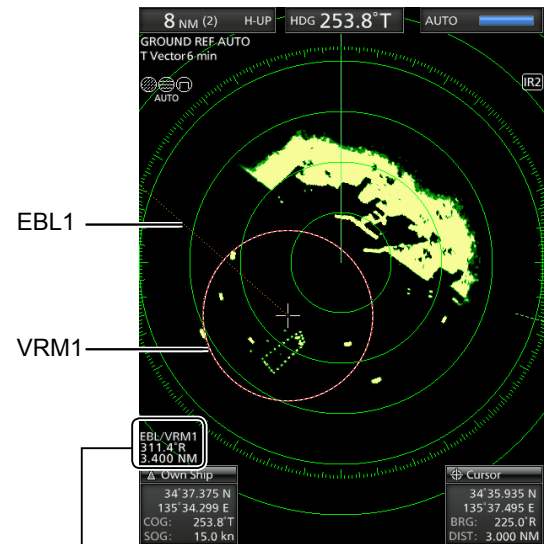 8 NM (2) H-UP HDG 253.8°T AUTO
GROUND REF AUTO
T Vector 6 min
AUTO
IR2
EBL1
VRM1
EBL/VRM1
311.4°R
3.400 NM
Own Ship
34°37.375 N
135°34.299 E
COG: 253.8°T
SOG: 15.0 kn
Cursor
34°35.935 N
135°37.495 E
BRG: 225.0°R
DIST: 3.000 NM